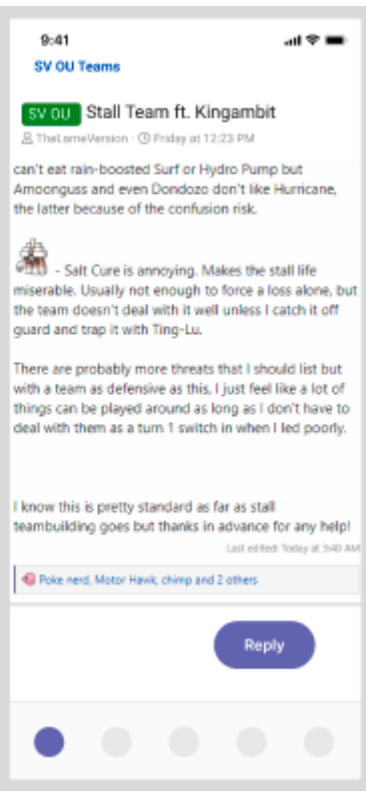 9:41
SV OU Teams
SV OU Stall Team ft. Kingambit
TheLameVersion · Friday at 12:23 PM
can't eat rain-boosted Surf or Hydro Pump but
Amoonguss and even Dondozo don't like Hurricane,
the latter because of the confusion risk.
- Salt Cure is annoying. Makes the stall life
miserable. Usually not enough to force a loss alone, but
the team doesn't deal with it well unless I catch it off
guard and trap it with Ting-Lu.
There are probably more threats that I should list but
with a team as defensive as this, I just feel like a lot of
things can be played around as long as I don't have to
deal with them as a turn 1 switch in when I led poorly.
I know this is pretty standard as far as stall
teambuilding goes but thanks in advance for any help!
Last edited: Today at 3:40 AM
Poke nerd, Motor Hawk, chimp and 2 others
Reply